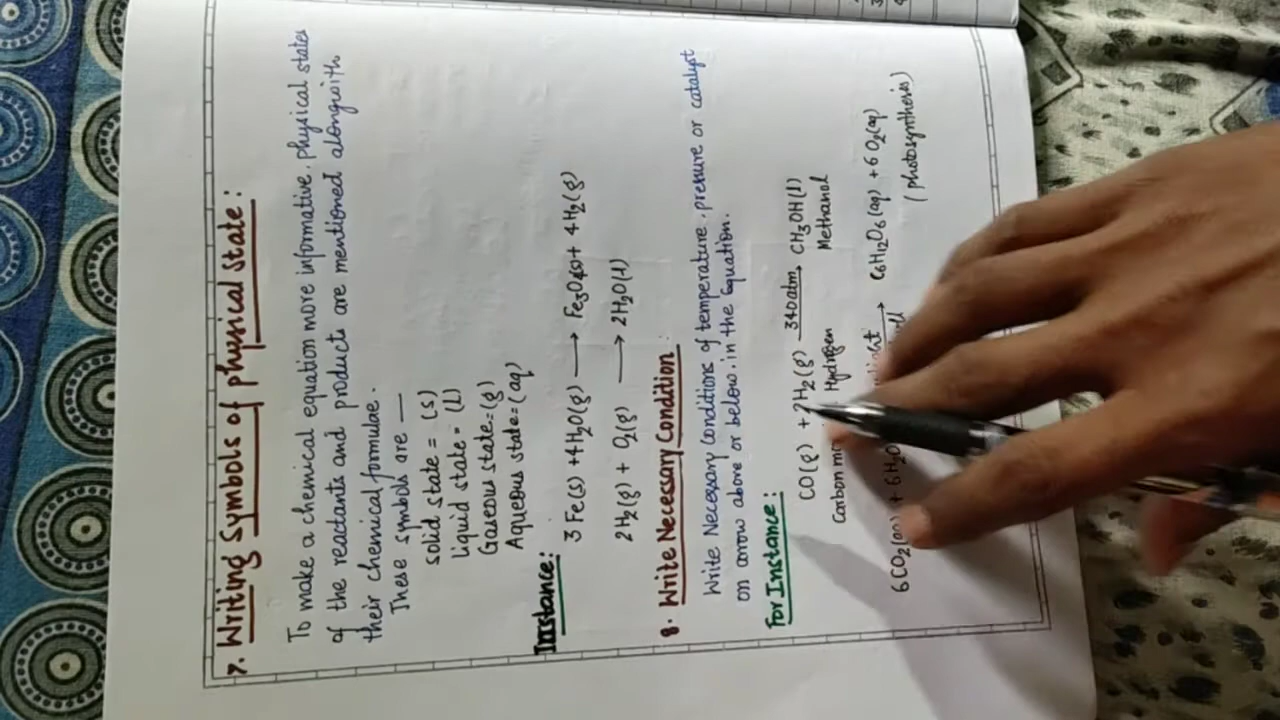 7. Writing Symbols of Physical State:
To make a chemical equation more informative. Physical states
of the reactants and products are mentioned alongwith
their chemical formulae.
These symbols are —
Solid state = (s)
liquid state = (L)
Gaseous state = (g)
Aqueous state = (aq)
Instance:
3 Fe(s) + 4H2O(g) ⟶ Fe3O4(s) + 4H2(g)
2H2(g) + O2(g) ⟶ 2H2O(l)
8. Write Necessary Condition:
Write Necessary Conditions of temperature. pressure or catalyst
on arrow above or below. in the Equation.
For Instance:
CO(g) + 2H2(g) 340atm⟶ CH3OH(l)
Carbon Hydrogen Methanol
6CO2 + 6H2O ⟶ C6H12O6(aq) + 6O2(aq)
(photosynthesis)